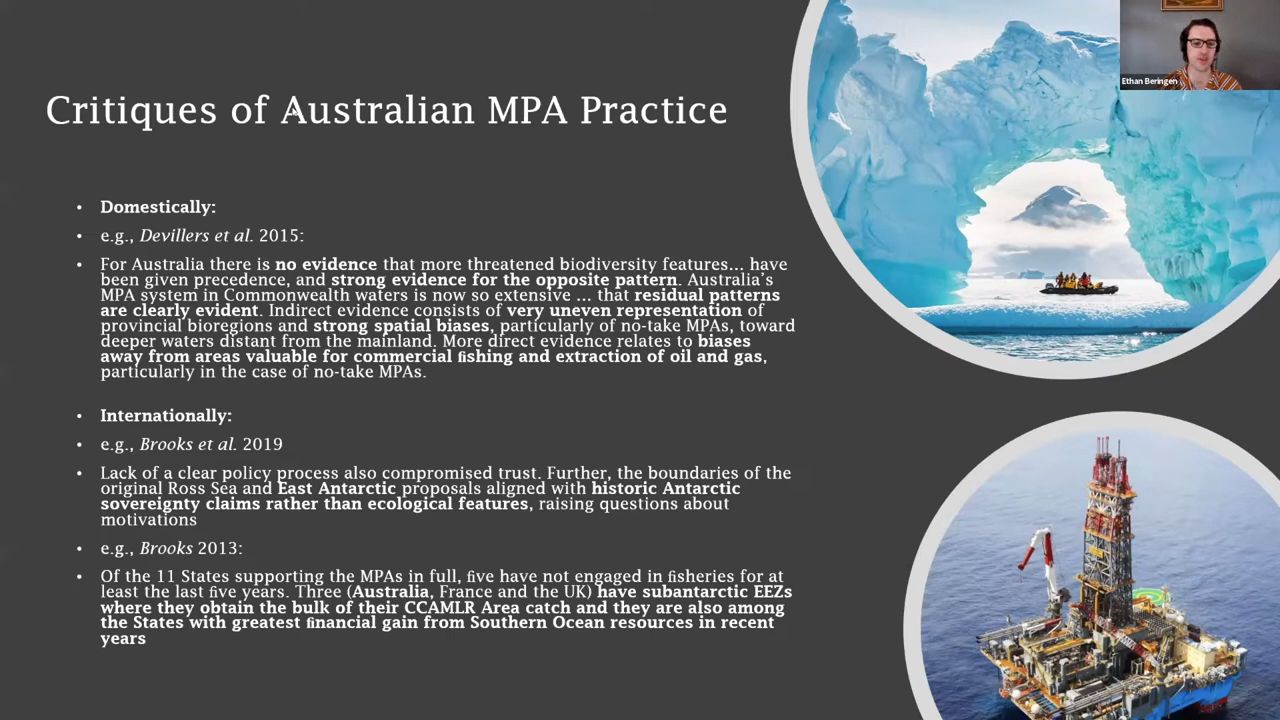 Ethan Beringen
Critiques of Australian MPA Practice
• Domestically:
• e.g., Devillers et al. 2015:
• For Australia there is no evidence that more threatened biodiversity features… have
been given precedence, and strong evidence for the opposite pattern. Australia’s
MPA system in Commonwealth waters is now so extensive … that residual patterns
are clearly evident. Indirect evidence consists of very uneven representation of
provincial bioregions and strong spatial biases, particularly of no-take MPAs, toward
deeper waters distant from the mainland. More direct evidence relates to biases
away from areas valuable for commercial fishing and extraction of oil and gas,
particularly in the case of no-take MPAs.
• Internationally:
• e.g., Brooks et al. 2019
• Lack of a clear policy process also compromised trust. Further, the boundaries of the
original Ross Sea and East Antarctic proposals aligned with historic Antarctic
sovereignty claims rather than ecological features, raising questions about
motivations
• e.g., Brooks 2013:
• Of the 11 States supporting the MPAs in full, five have not engaged in fisheries for at
least the last five years. Three (Australia, France and the UK) have subantarctic EEZs
where they obtain the bulk of their CCAMLR Area catch and they are also among
the States with greatest financial gain from Southern Ocean resources in recent
years